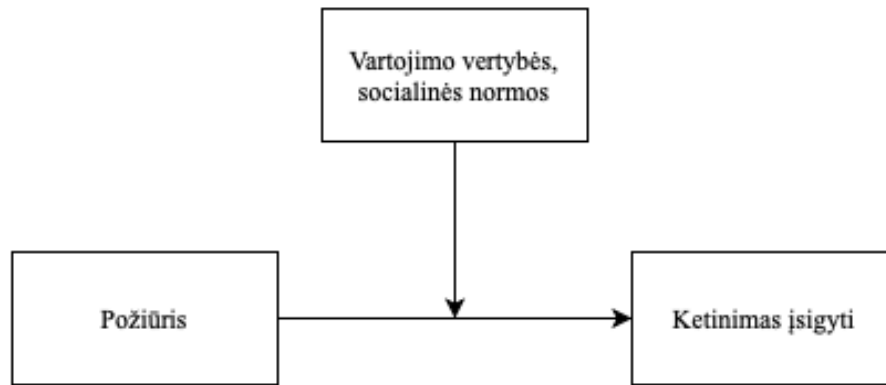 Vartojimo vertybės,
socialinės normos
Požiūris
Ketinimas įsigyti